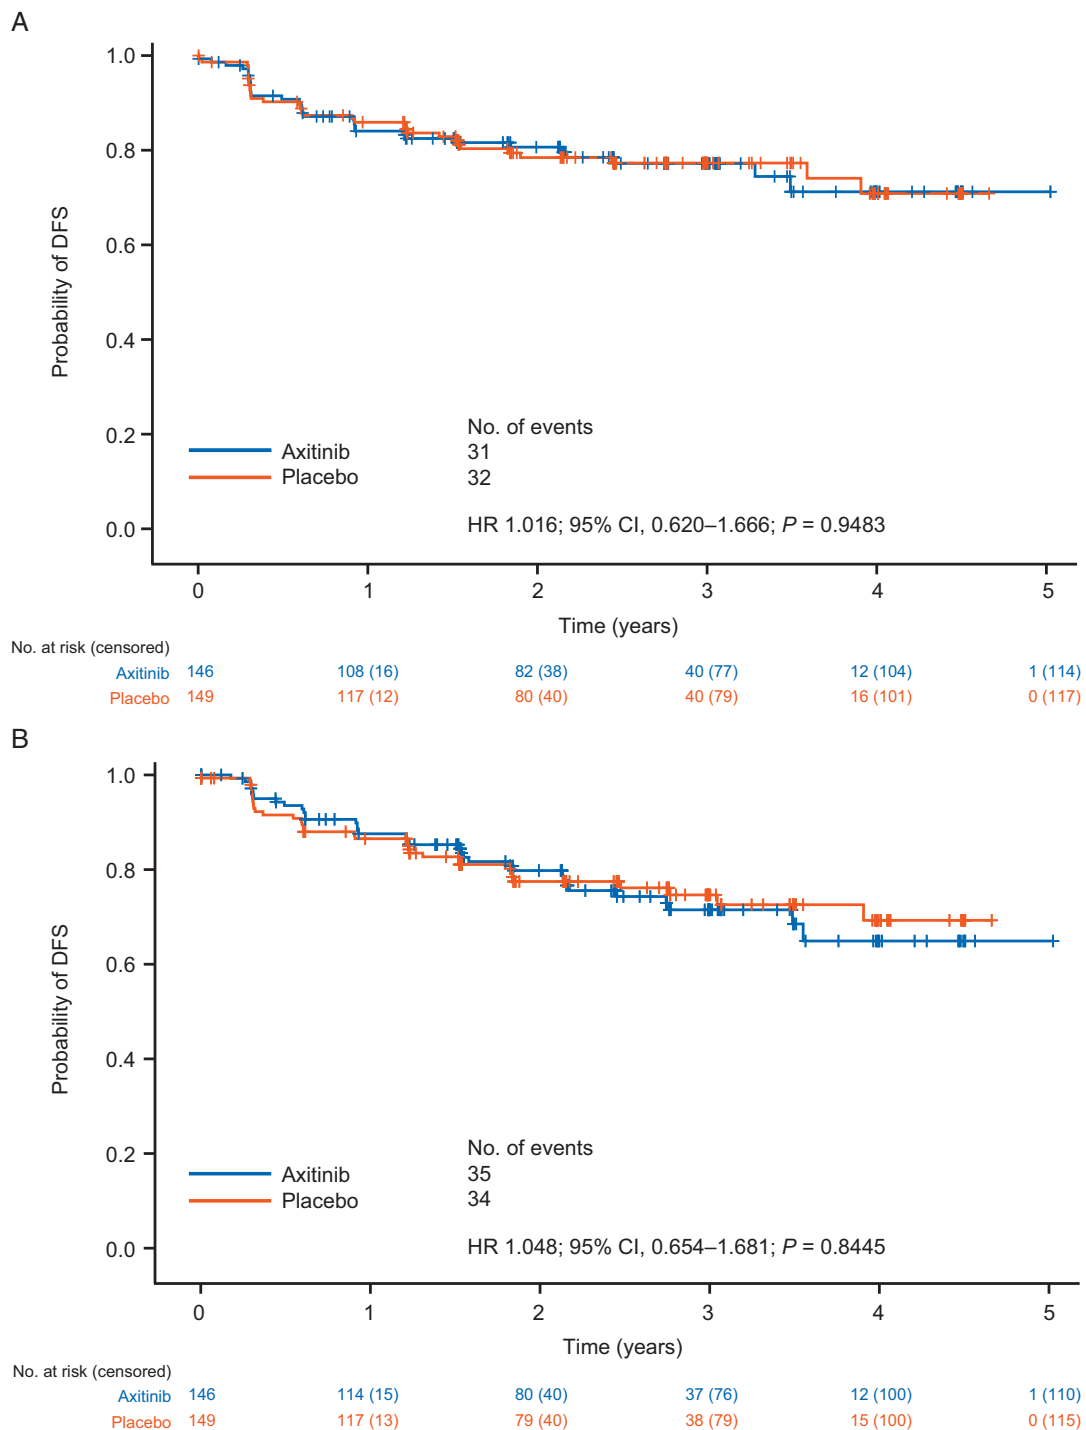 A
1.0
0.8
0.6
0.4
0.2
0.0
Probability of DFS
No. of events
Axitinib 31
Placebo 32
HR 1.016; 95% CI, 0.620–1.666; P = 0.9483
0 1 2 3 4 5
Time (years)
No. at risk (censored)
Axitinib 146 108 (16) 82 (38) 40 (77) 12 (104) 1 (114)
Placebo 149 117 (12) 80 (40) 40 (79) 16 (101) 0 (117)
B
1.0
0.8
0.6
0.4
0.2
0.0
Probability of DFS
No. of events
Axitinib 35
Placebo 34
HR 1.048; 95% CI, 0.654–1.681; P = 0.8445
0 1 2 3 4 5
Time (years)
No. at risk (censored)
Axitinib 146 114 (15) 80 (40) 37 (76) 12 (100) 1 (110)
Placebo 149 117 (13) 79 (40) 38 (79) 15 (100) 0 (115)